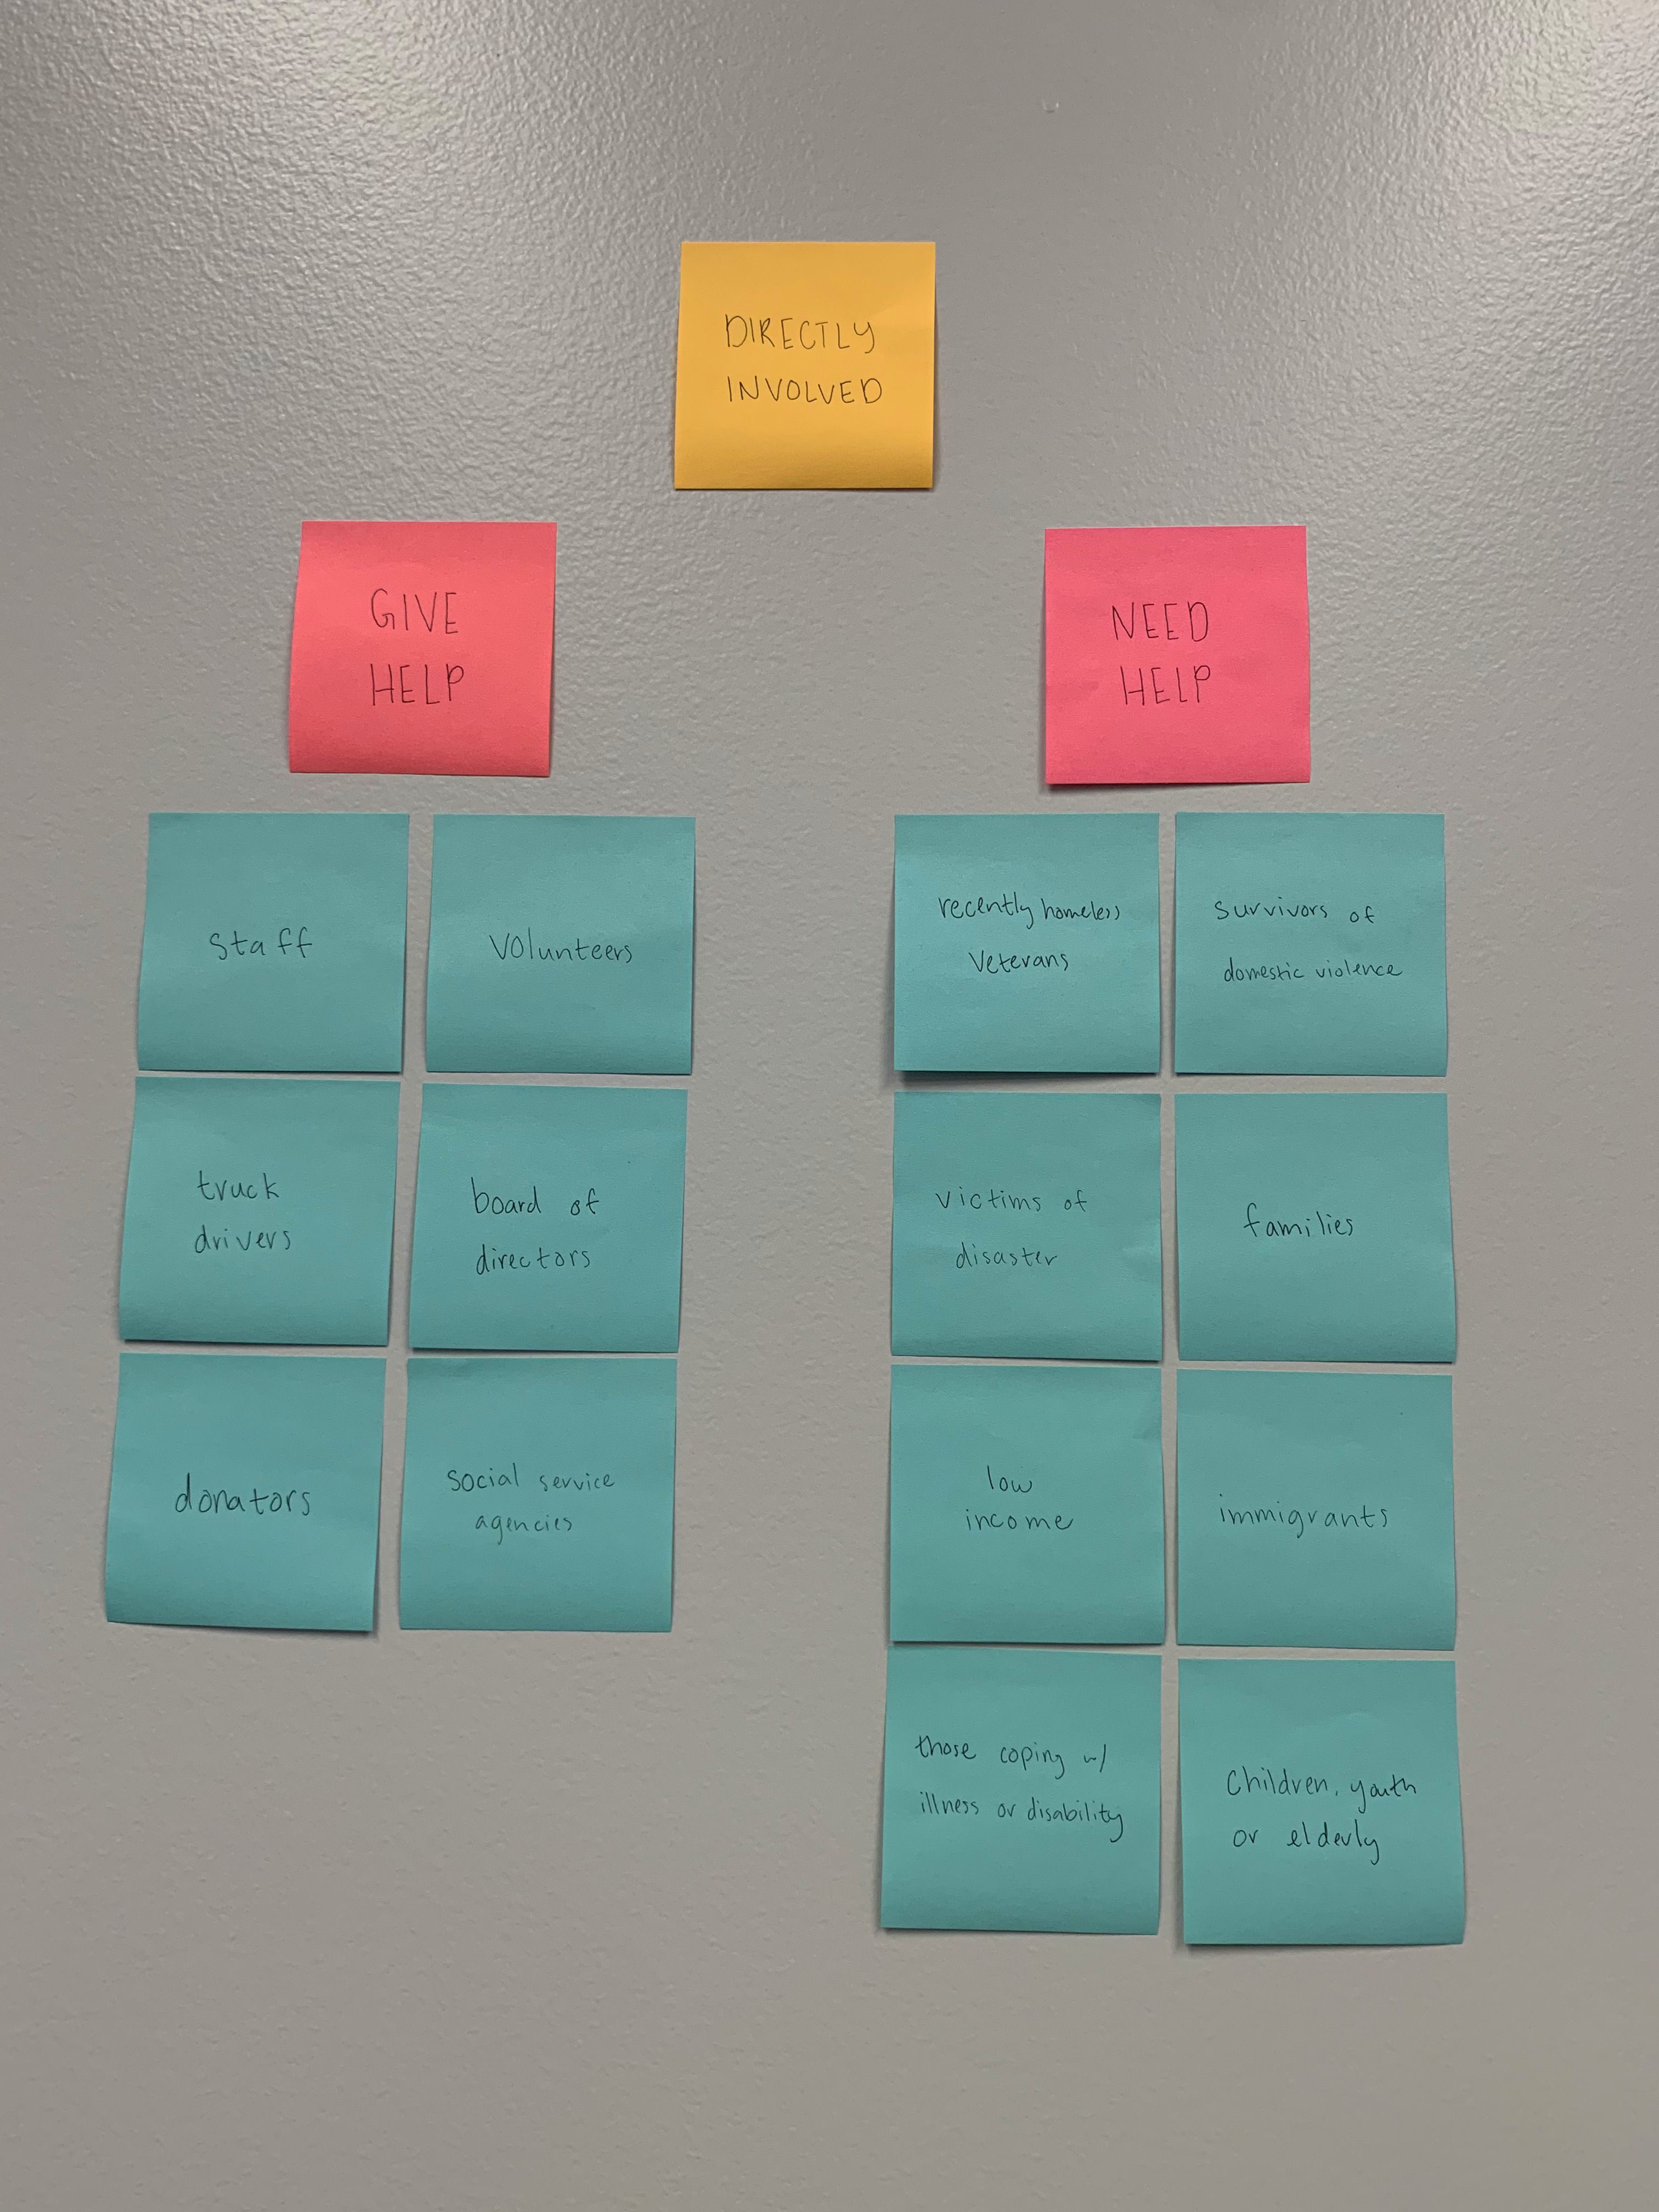 DIRECTLY
INVOLVED
GIVE
HELP
staff
volunteers
truck
drivers
board of
directors
donators
social service
agencies
NEED
HELP
recently homeless
Veterans
survivors of
domestic violence
victims of
disaster
families
low
income
immigrants
those coping w/
illness or disability
Children, youth
or elderly